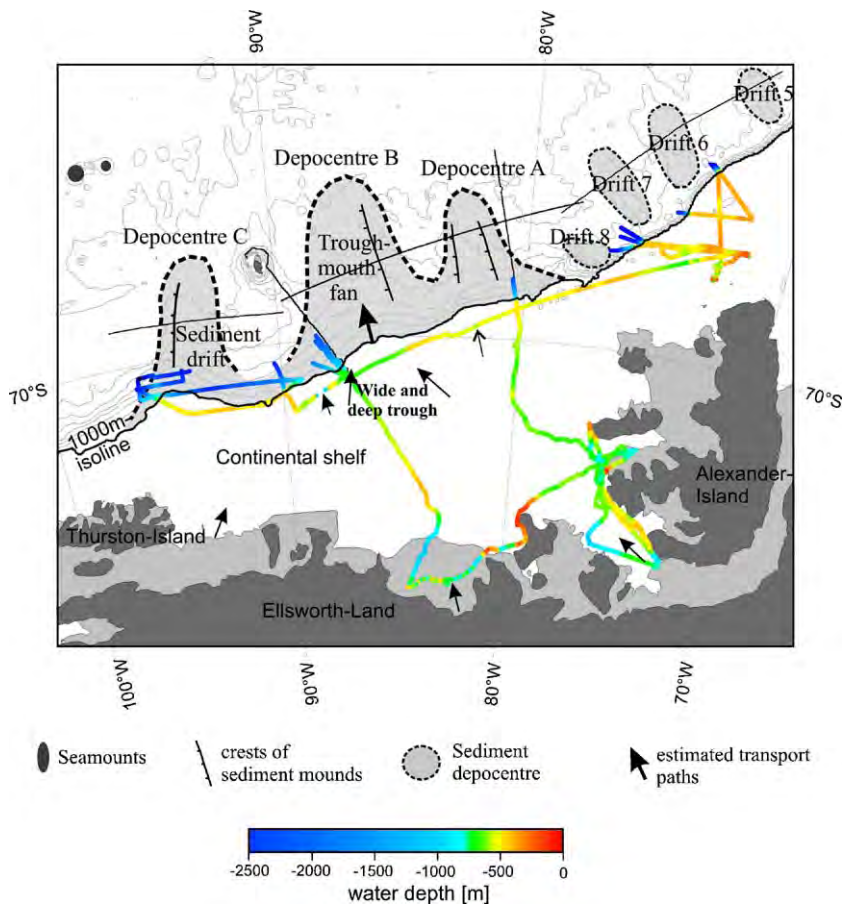 90°W
80°W
Drift 5
Drift 6
Depocentre B
Depocentre A
Drift 7
Depocentre C
Drift 8
Trough-
mouth-
fan
Sediment
drift
70°S
70°S
Wide and
deep trough
1000m-
isoline
Continental shelf
Alexander-
Island
Thurston-Island
Ellsworth-Land
100°W
90°W
80°W
70°W
Seamounts
crests of
sediment mounds
Sediment
depocentre
estimated transport
paths
-2500
-2000
-1500
-1000
-500
0
water depth [m]